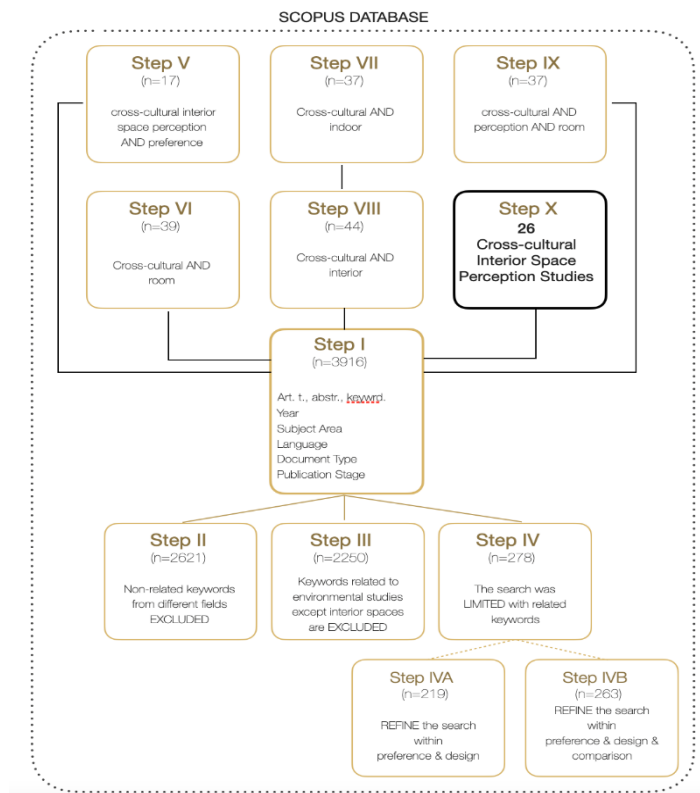 SCOPUS DATABASE
Step V
(n=17)
cross-cultural interior
space perception
AND preference
Step VII
(n=37)
Cross-cultural AND
indoor
Step IX
(n=37)
cross-cultural AND
perception AND room
Step VI
(n=39)
Cross-cultural AND
room
Step VIII
(n=44)
Cross-cultural AND
interior
Step X
26
Cross-cultural
Interior Space
Perception Studies
Step I
(n=3916)
Art. t., abstr., keywrd.
Year
Subject Area
Language
Document Type
Publication Stage
Step II
(n=2621)
Non-related keywords
from different fields
EXCLUDED
Step III
(n=2250)
Keywords related to
environmental studies
except interior spaces
are EXCLUDED
Step IV
(n=278)
The search was
LIMITED with related
keywords
Step IVA
(n=219)
REFINE the search
within
preference & design
Step IVB
(n=263)
REFINE the search
within
preference & design &
comparison